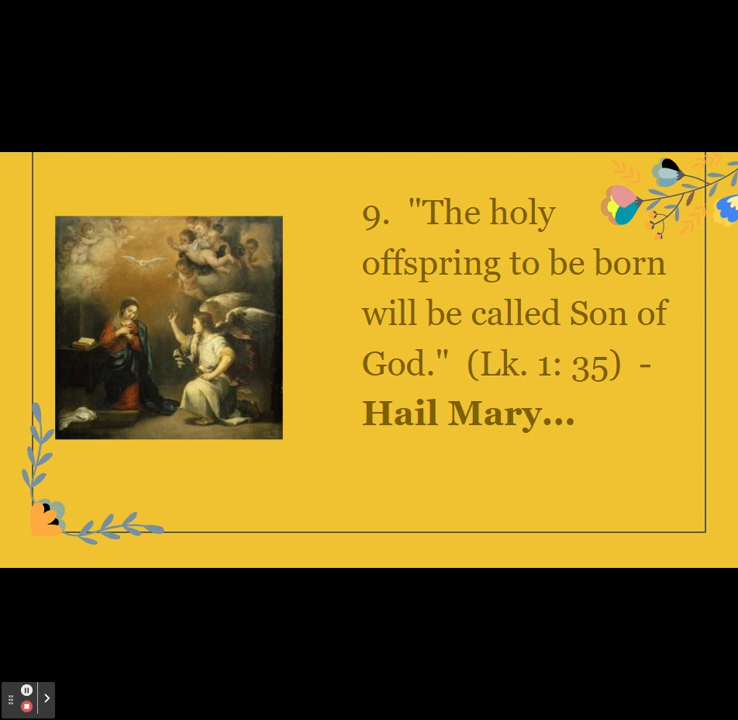 9.  "The holy
offspring to be born
will be called Son of
God."  (Lk. 1: 35)  -
Hail Mary...